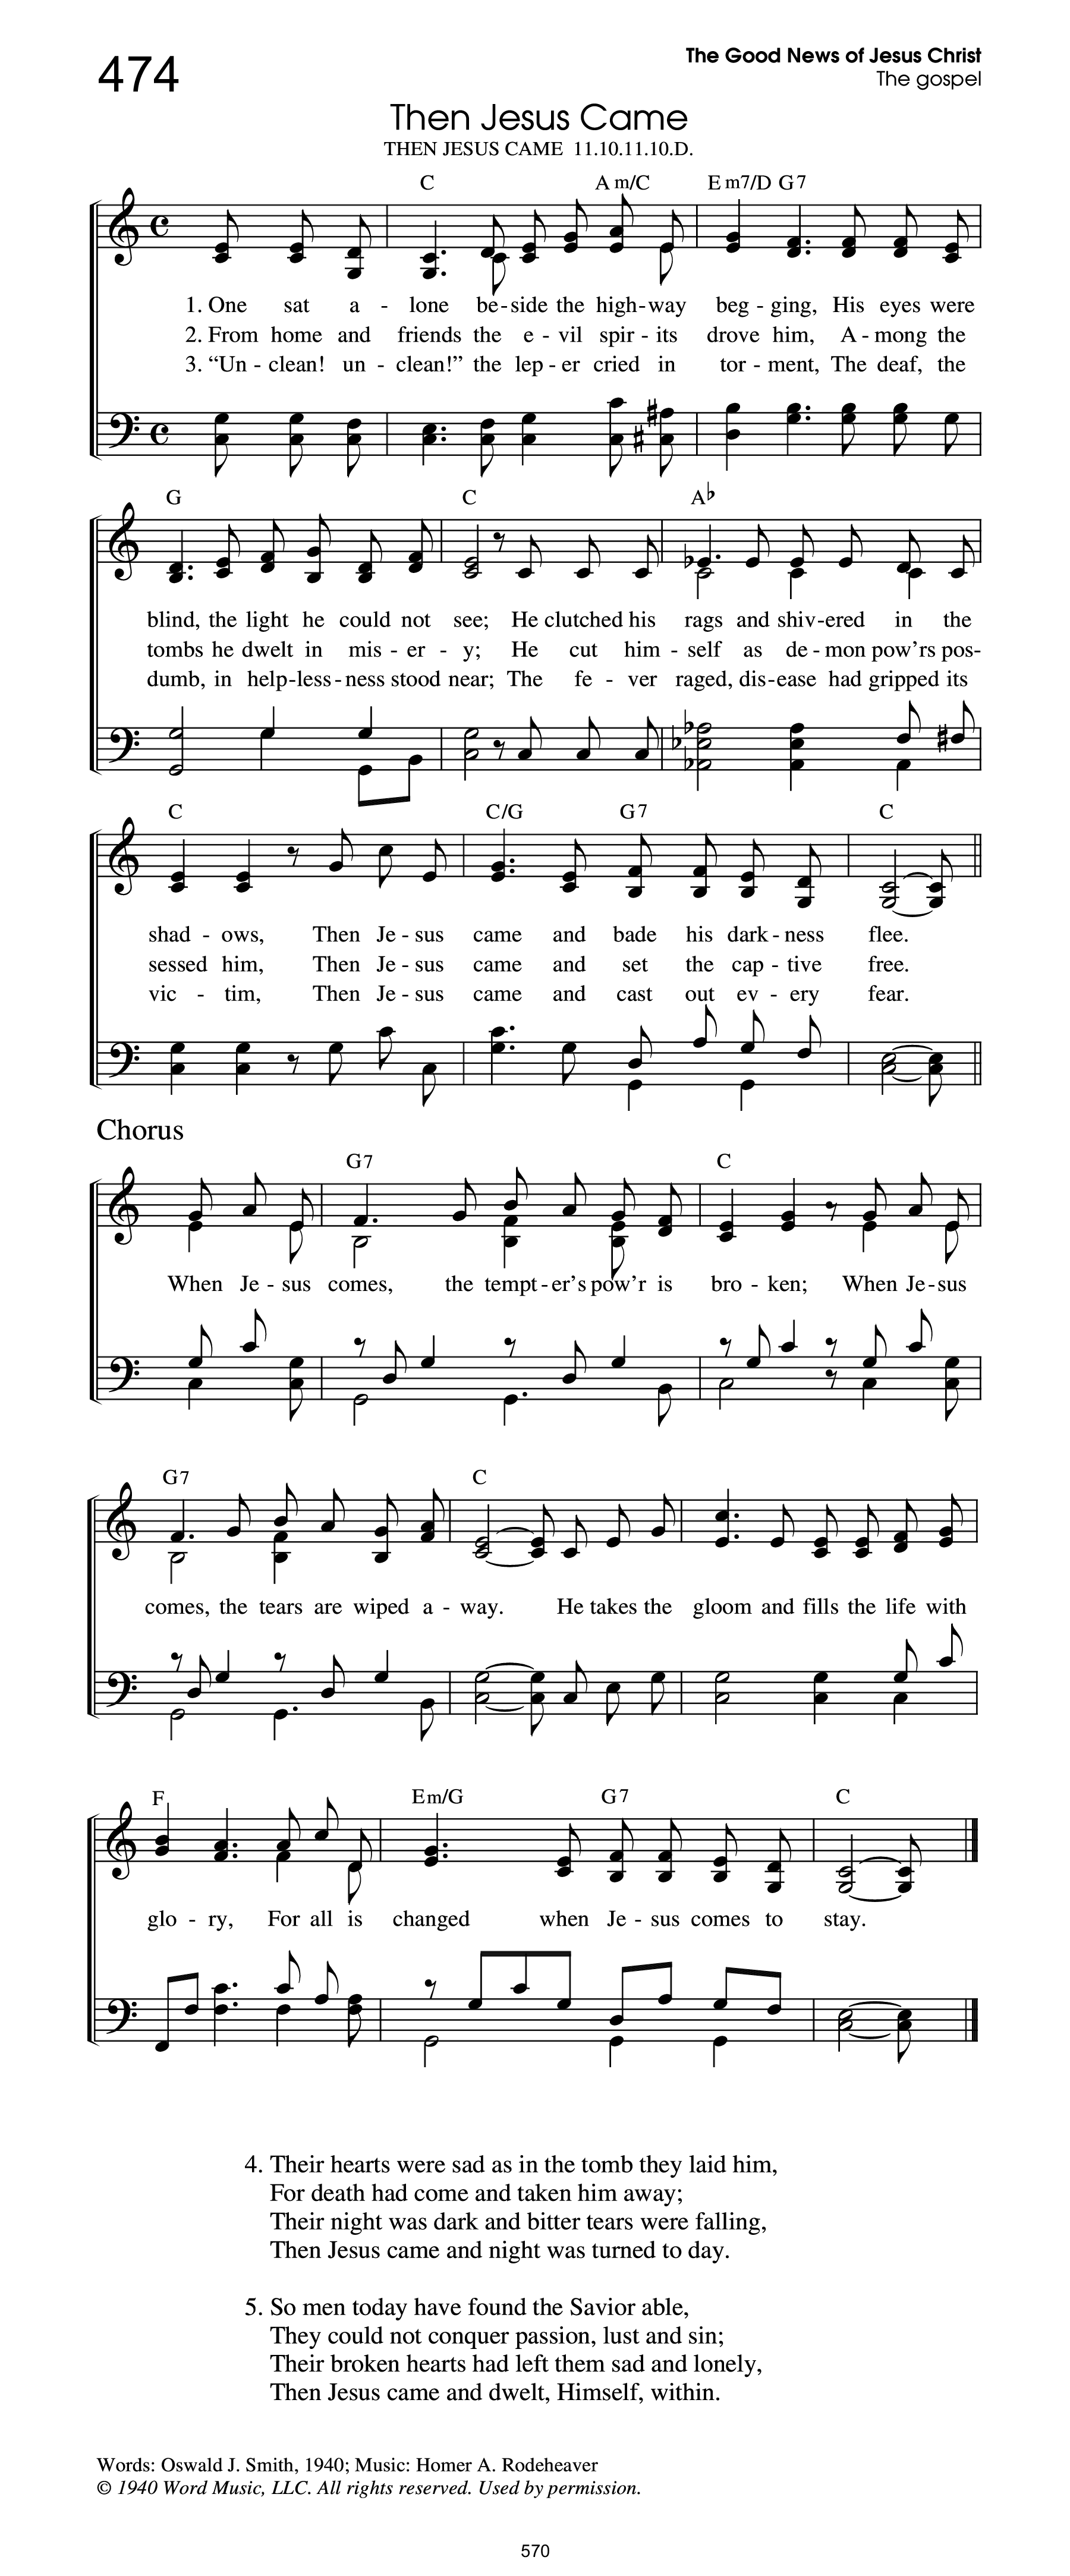 474
The Good News of Jesus Christ
The gospel
Then Jesus Came
THEN JESUS CAME 11.10.11.10.D.
C Am/C Em7/D G7
1. One sat a - lone be - side the high - way beg - ging, His eyes were
2. From home and friends the e - vil spir - its drove him, A - mong the
3. “Un - clean! un - clean!” the lep - er cried in tor - ment, The deaf, the
G C A♭
blind, the light he could not see; He clutched his rags and shiv - ered in the
tombs he dwelt in mis - er - y; He cut him - self as de - mon pow’rs pos-
dumb, in help - less - ness stood near; The fe - ver raged, dis - ease had gripped its
C C/G G7 C
shad - ows, Then Je - sus came and bade his dark - ness flee.
sessed him, Then Je - sus came and set the cap - tive free.
vic - tim, Then Je - sus came and cast out ev - ery fear.
Chorus
G7 C
When Je - sus comes, the tempt - er’s pow’r is bro - ken; When Je - sus
G7 C
comes, the tears are wiped a - way. He takes the gloom and fills the life with
F Em/G G7 C
glo - ry, For all is changed when Je - sus comes to stay.
4. Their hearts were sad as in the tomb they laid him,
For death had come and taken him away;
Their night was dark and bitter tears were falling,
Then Jesus came and night was turned to day.
5. So men today have found the Savior able,
They could not conquer passion, lust and sin;
Their broken hearts had left them sad and lonely,
Then Jesus came and dwelt, Himself, within.
Words: Oswald J. Smith, 1940; Music: Homer A. Rodeheaver
© 1940 Word Music, LLC. All rights reserved. Used by permission.
570